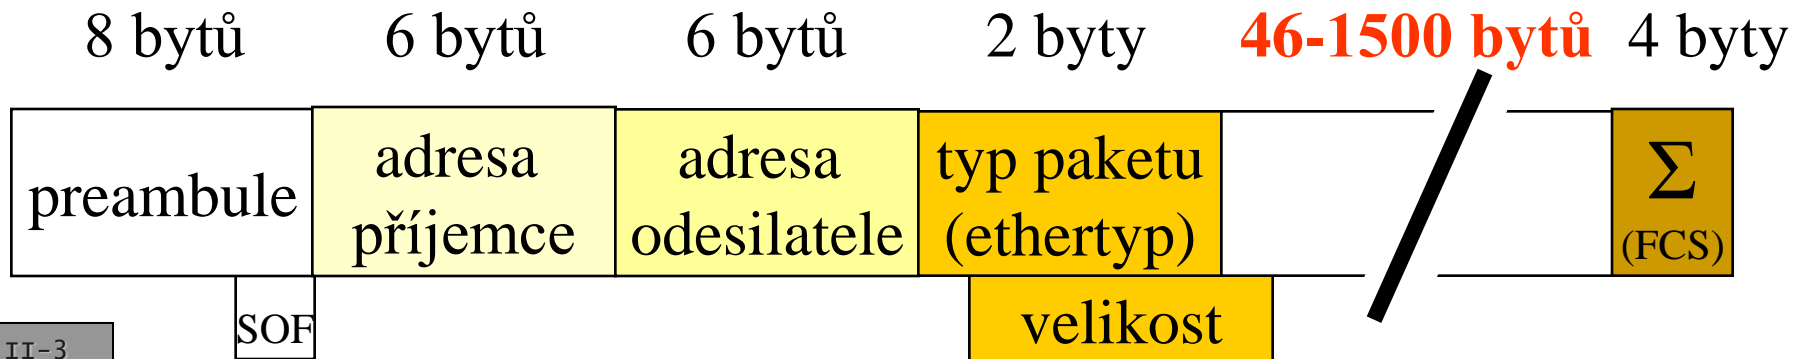 8 bytů 6 bytů 6 bytů 2 byty 46-1500 bytů 4 byty
preambule
adresa
příjemce
adresa
odesilatele
typ paketu
(ethertyp)
Σ
(FCS)
SOF
velikost
II-3